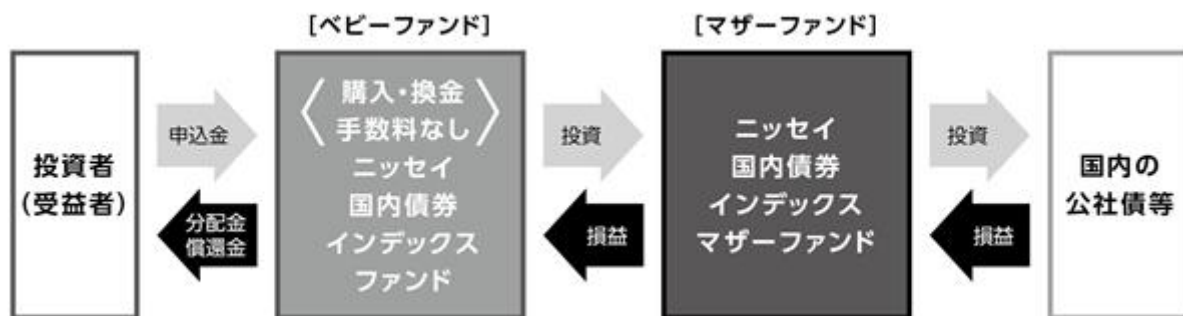 [ベビーファンド]
[マザーファンド]
投資者
(受益者)
申込金
分配金
償還金
〈購入・換金
手数料なし〉
ニッセイ
国内債券
インデックス
ファンド
投資
損益
ニッセイ
国内債券
インデックス
マザーファンド
投資
損益
国内の
公社債等